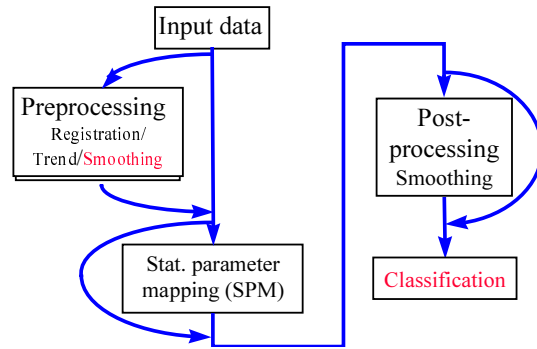 Input data
Preprocessing
Registration/
Trend/Smoothing
Stat. parameter
mapping (SPM)
Post-
processing
Smoothing
Classification